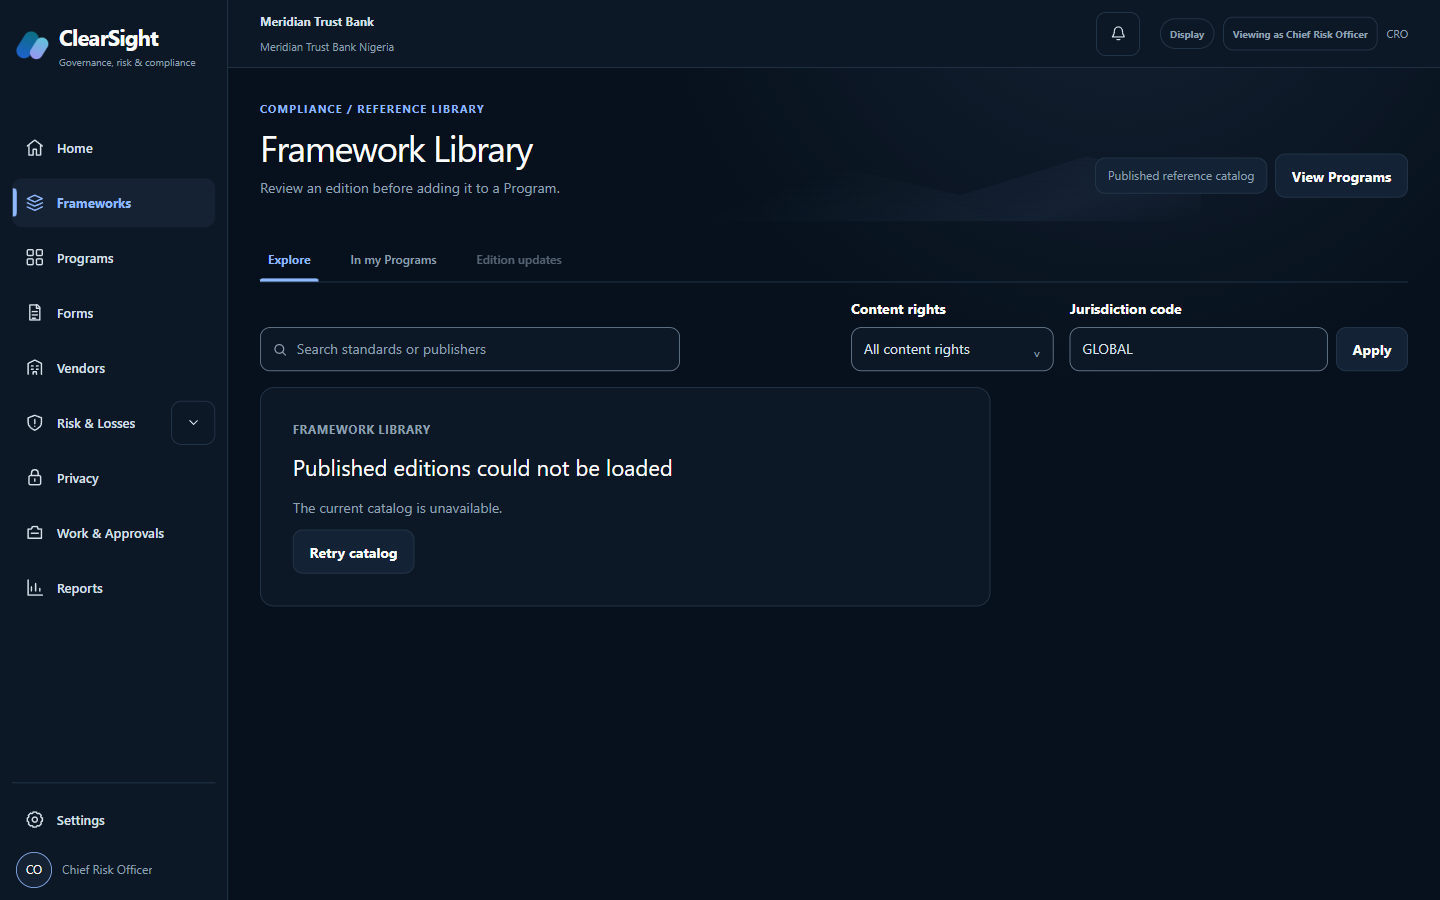 ClearSight
Governance, risk & compliance
Home
Frameworks
Programs
Forms
Vendors
Risk & Losses
Privacy
Work & Approvals
Reports
Settings
CO
Chief Risk Officer
Meridian Trust Bank
Meridian Trust Bank Nigeria
Display
Viewing as Chief Risk Officer
CRO
COMPLIANCE / REFERENCE LIBRARY
Framework Library
Review an edition before adding it to a Program.
Published reference catalog
View Programs
Explore
In my Programs
Edition updates
Search standards or publishers
Content rights
All content rights
Jurisdiction code
GLOBAL
Apply
FRAMEWORK LIBRARY
Published editions could not be loaded
The current catalog is unavailable.
Retry catalog